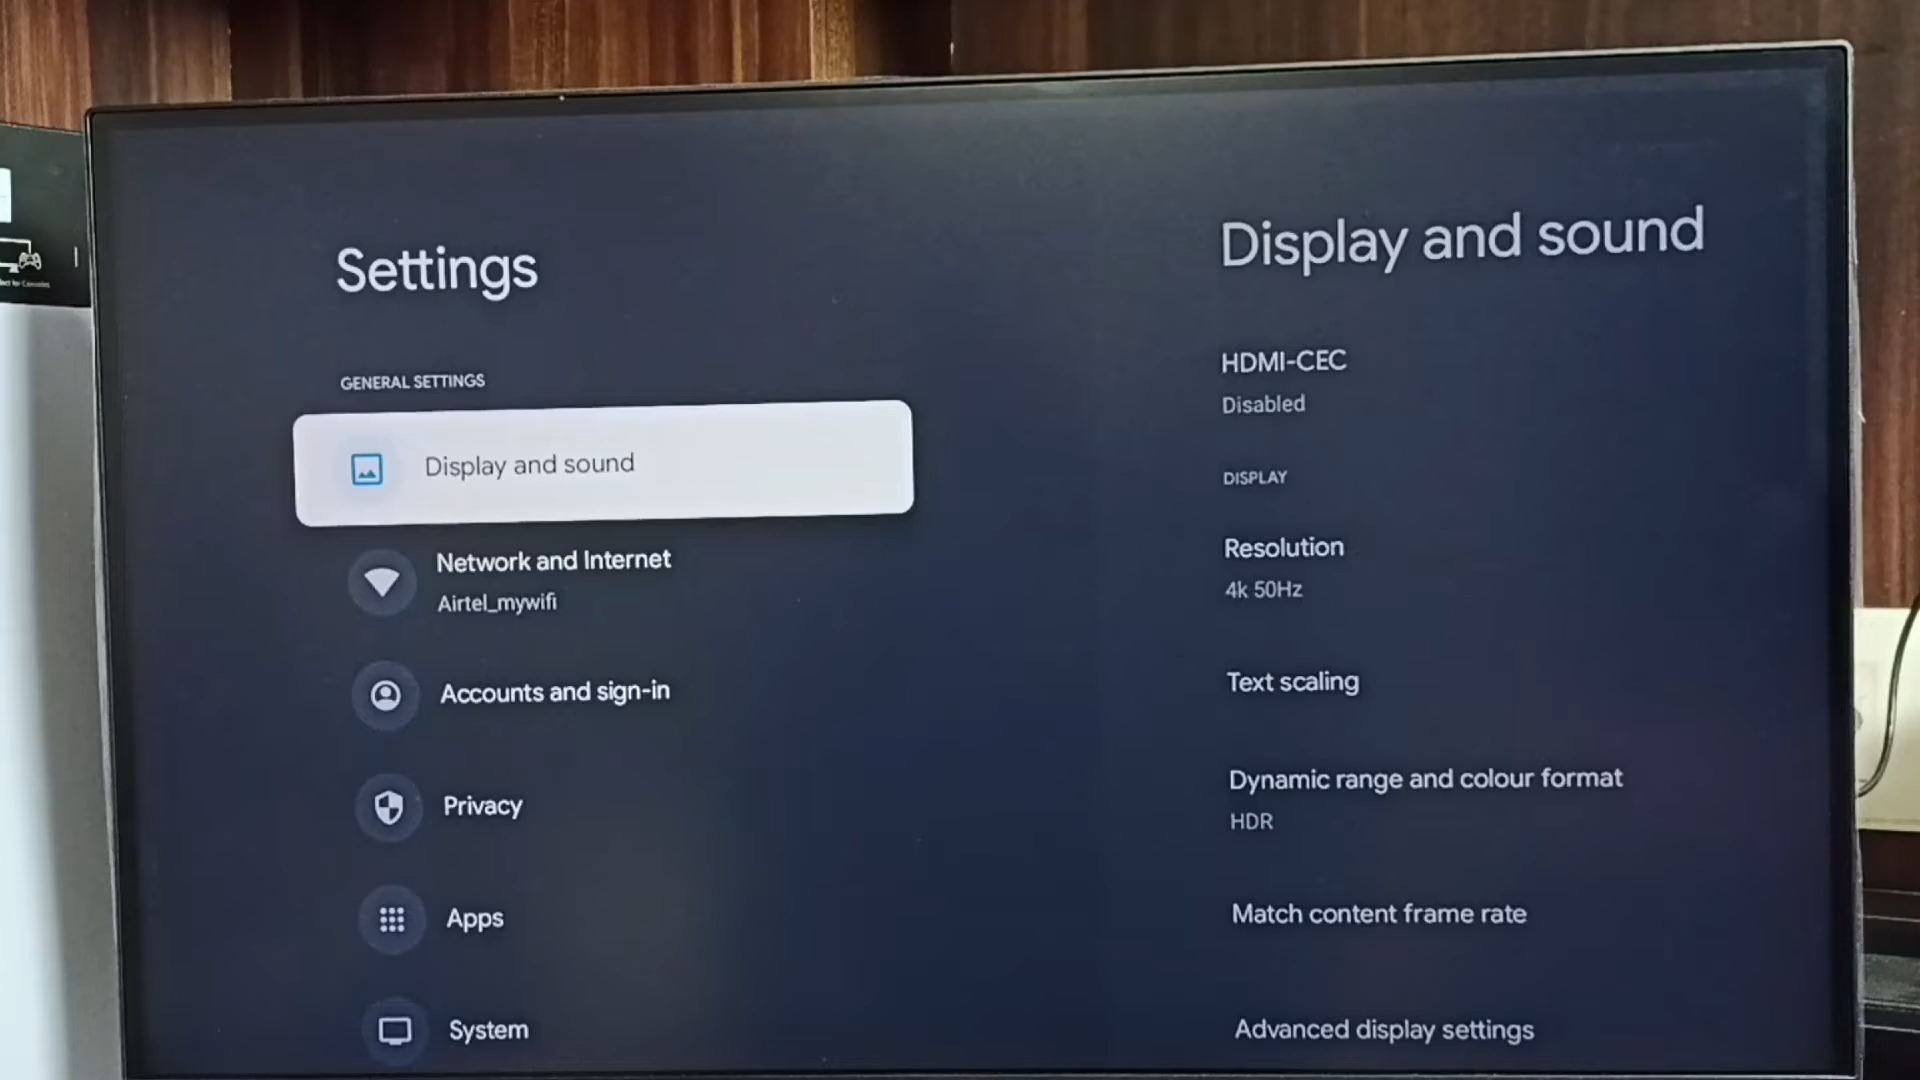 Settings
GENERAL SETTINGS
Display and sound
Network and Internet
Airtel_mywifi
Accounts and sign-in
Privacy
Apps
System
Display and sound
HDMI-CEC
Disabled
DISPLAY
Resolution
4k 50Hz
Text scaling
Dynamic range and colour format
HDR
Match content frame rate
Advanced display settings